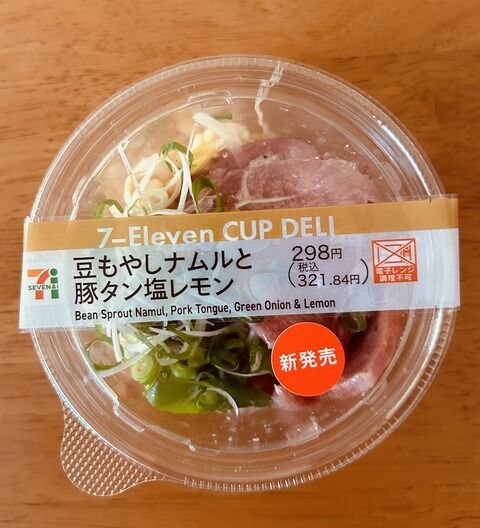 7-Eleven CUP DELI
SEVEN&i
豆もやしナムルと
豚タン塩レモン
298円
(税込 321.84円)
電子レンジ
調理不可
Bean Sprout Namul, Pork Tongue, Green Onion & Lemon
新発売